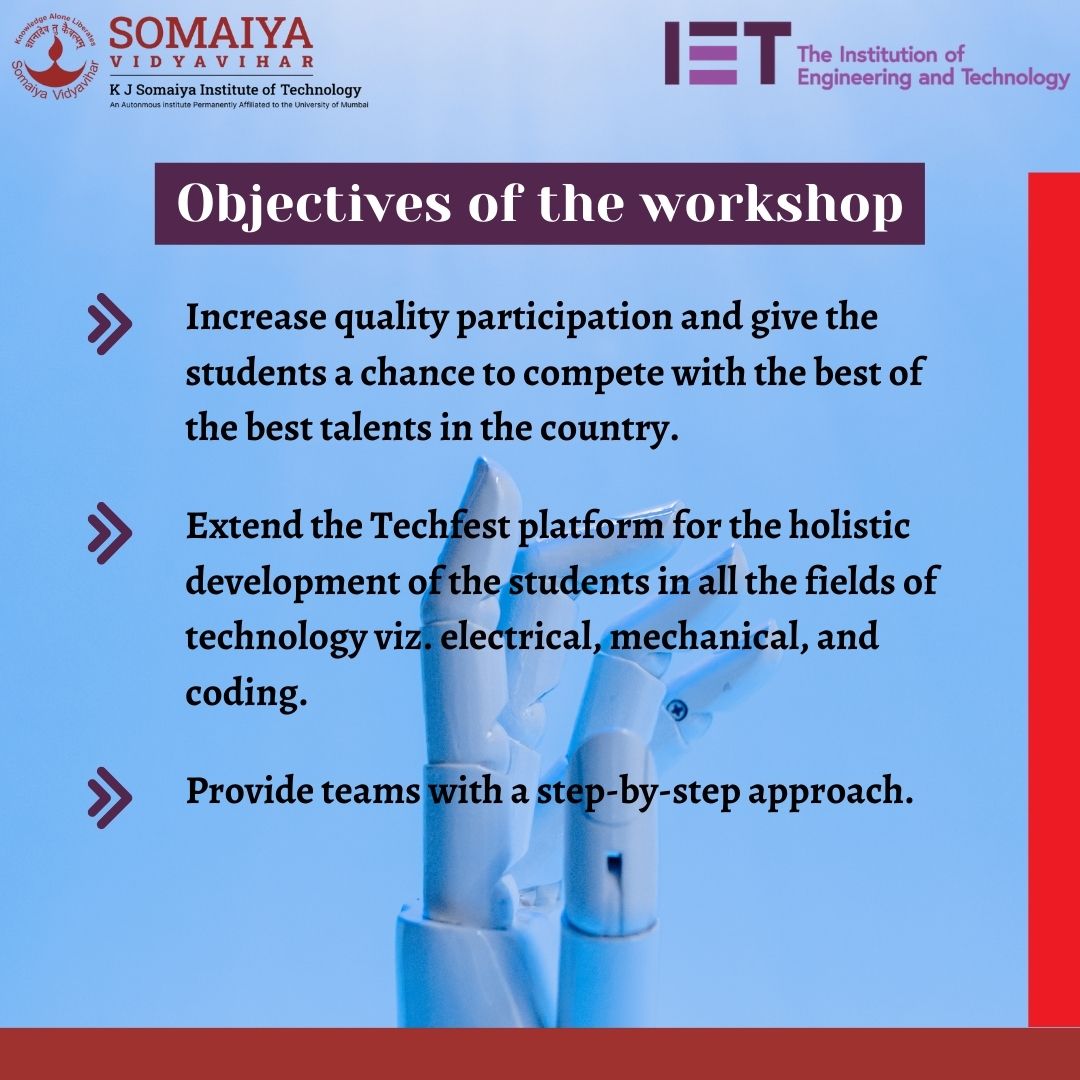 Knowledge Alone Liberates
ज्ञानादेव तु कैवल्यम्
Somaiya Vidyavihar
SOMAIYA
VIDYAVIHAR
K J Somaiya Institute of Technology
An Autonmous Institute Permanently Affiliated to the University of Mumbai
IET The Institution of
Engineering and Technology
Objectives of the workshop
Increase quality participation and give the
students a chance to compete with the best of
the best talents in the country.
Extend the Techfest platform for the holistic
development of the students in all the fields of
technology viz. electrical, mechanical, and
coding.
Provide teams with a step-by-step approach.